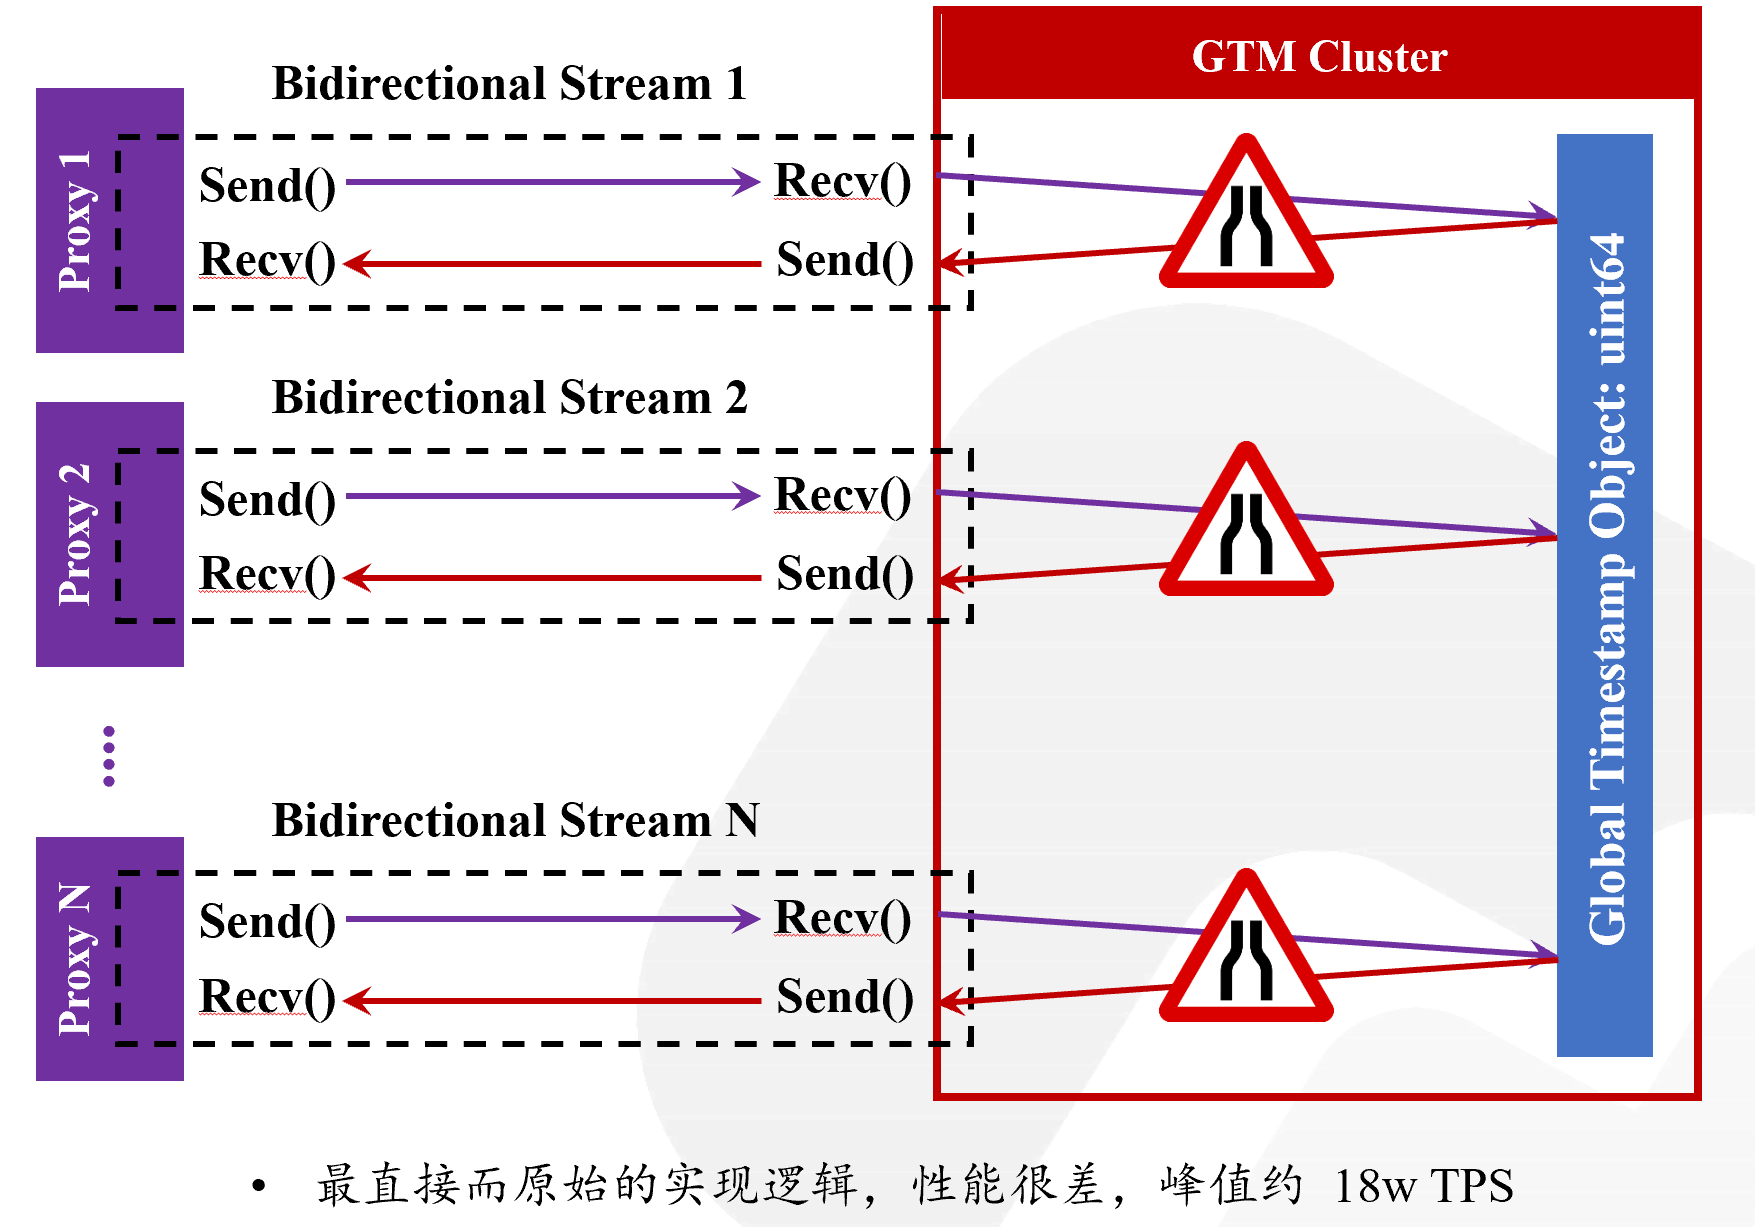 GTM Cluster
Bidirectional Stream 1
Proxy 1
Send()
Recv()
Recv()
Send()
Bidirectional Stream 2
Proxy 2
Send()
Recv()
Recv()
Send()
....
Bidirectional Stream N
Proxy N
Send()
Recv()
Recv()
Send()
Global Timestamp Object: uint64
• 最直接而原始的实现逻辑，性能很差，峰值约 18w TPS